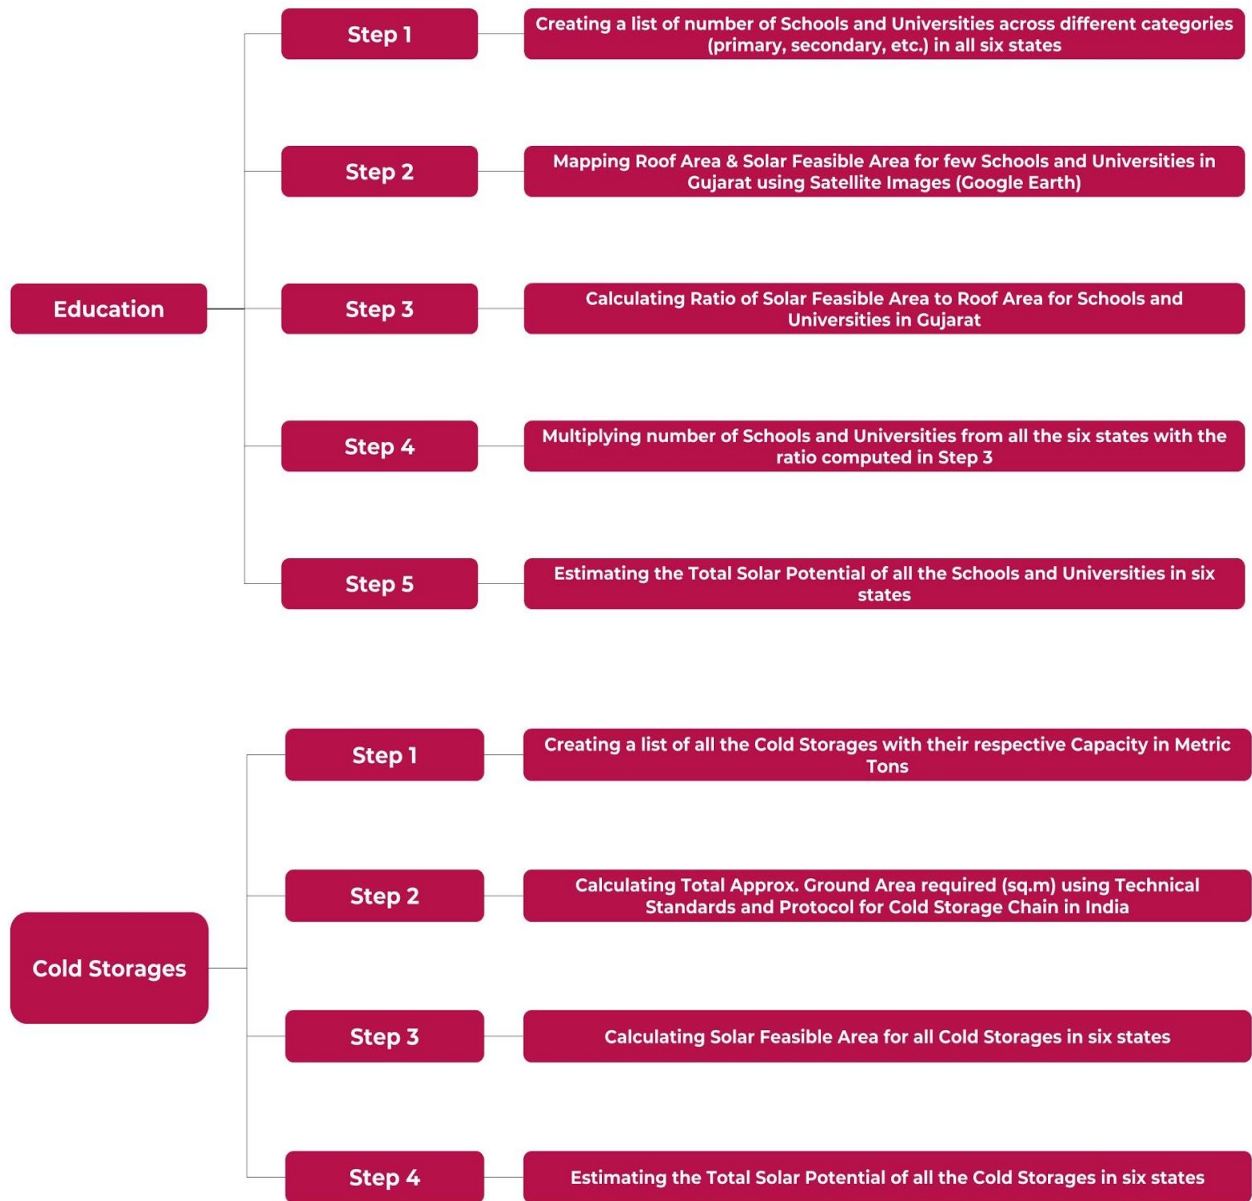 Step 1
Creating a list of number of Schools and Universities across different categories
(primary, secondary, etc.) in all six states
Step 2
Mapping Roof Area & Solar Feasible Area for few Schools and Universities in
Gujarat using Satellite Images (Google Earth)
Education
Step 3
Calculating Ratio of Solar Feasible Area to Roof Area for Schools and
Universities in Gujarat
Step 4
Multiplying number of Schools and Universities from all the six states with the
ratio computed in Step 3
Step 5
Estimating the Total Solar Potential of all the Schools and Universities in six
states
Step 1
Creating a list of all the Cold Storages with their respective Capacity in Metric
Tons
Step 2
Calculating Total Approx. Ground Area required (sq.m) using Technical
Standards and Protocol for Cold Storage Chain in India
Cold Storages
Step 3
Calculating Solar Feasible Area for all Cold Storages in six states
Step 4
Estimating the Total Solar Potential of all the Cold Storages in six states